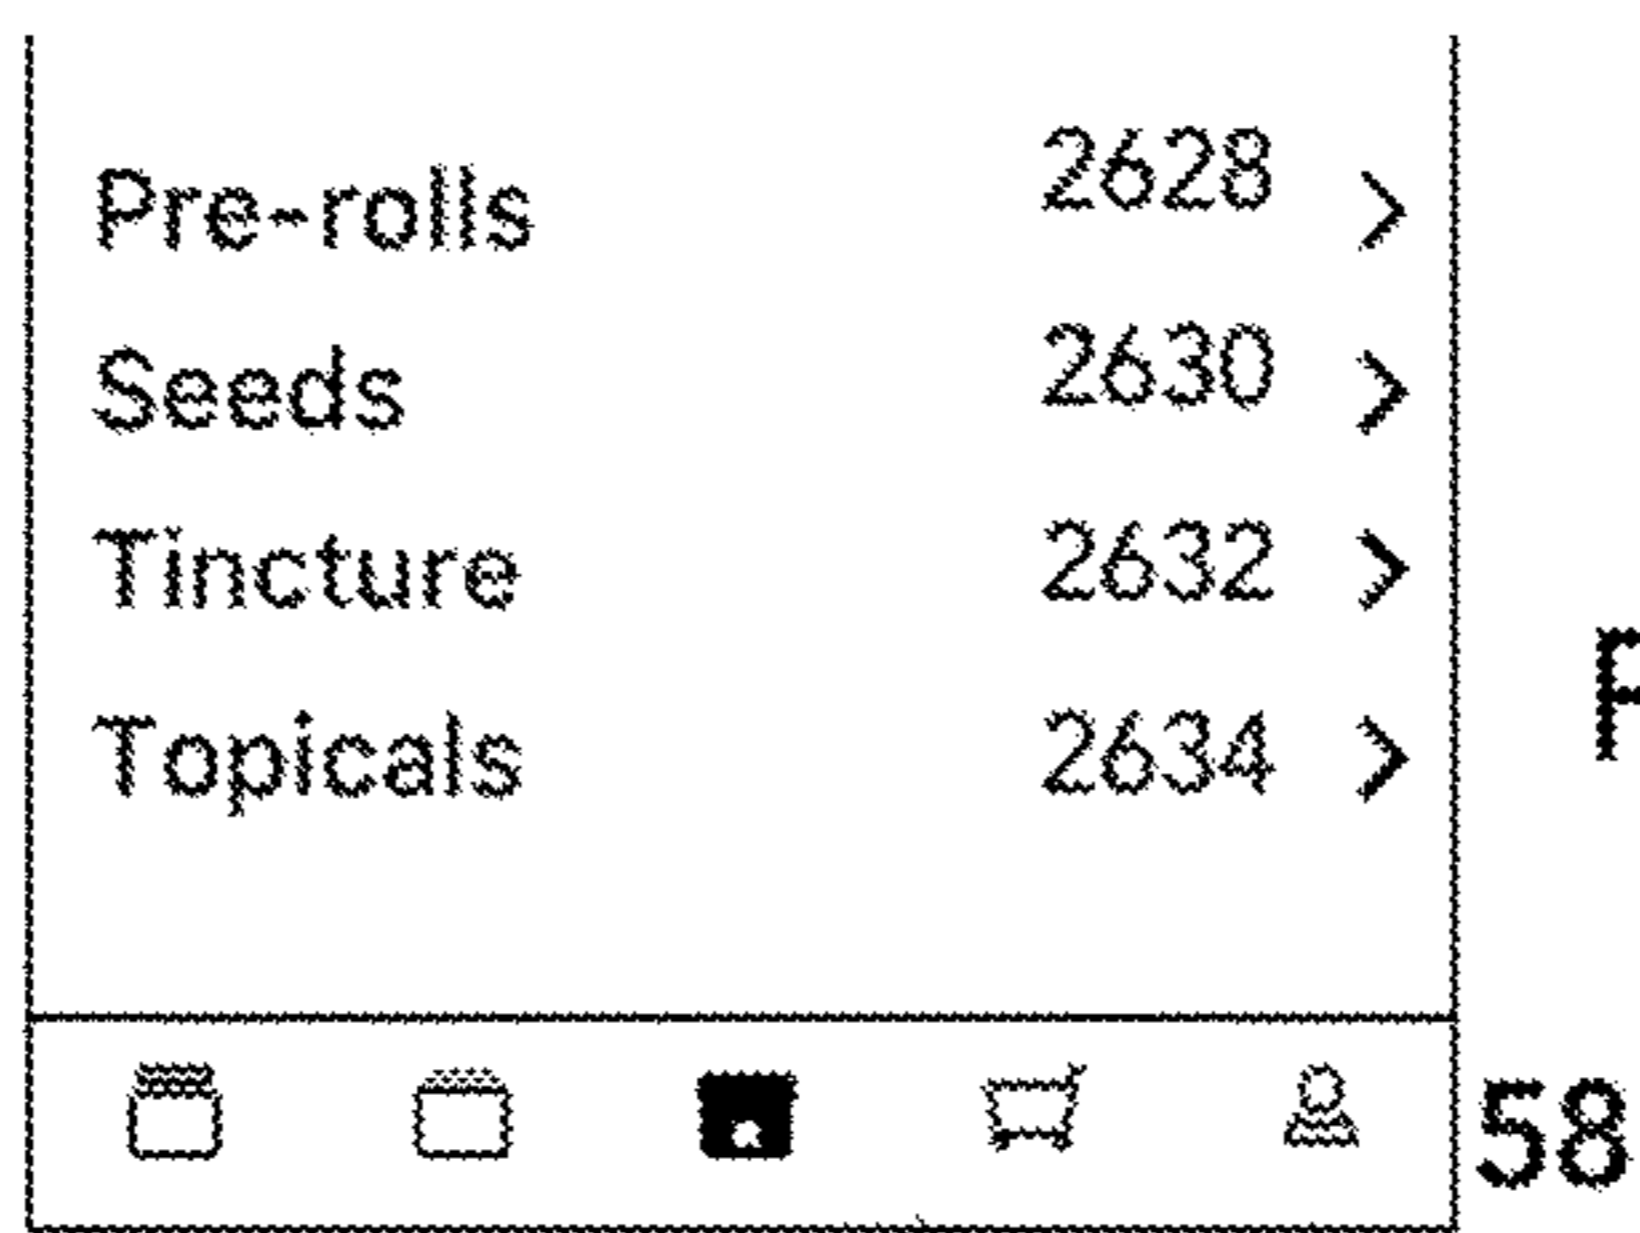 Pre-rolls 2628 >
Seeds 2630 >
Tincture 2632 >
Topicals 2634 >
58